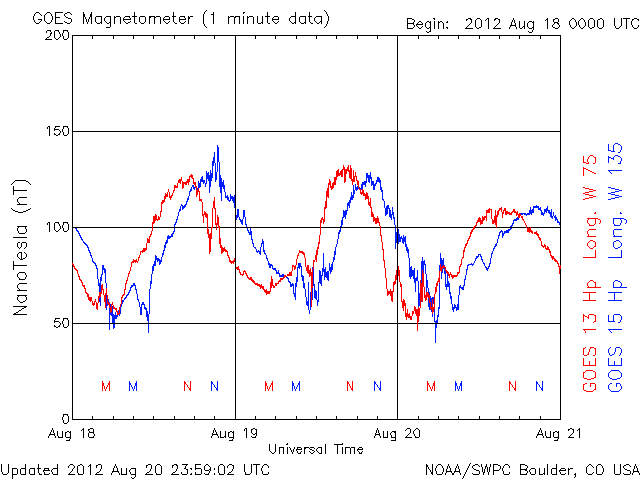 GOES Magnetometer (1 minute data)
Begin: 2012 Aug 18 0000 UTC
200
150
100
50
0
NanoTesla (nT)
M M N N M M N N M M N N
Aug 18 Aug 19 Aug 20 Aug 21
Universal Time
GOES 13 Hp Long. W 75
GOES 15 Hp Long. W 135
Updated 2012 Aug 20 23:59:02 UTC
NOAA/SWPC Boulder, CO USA